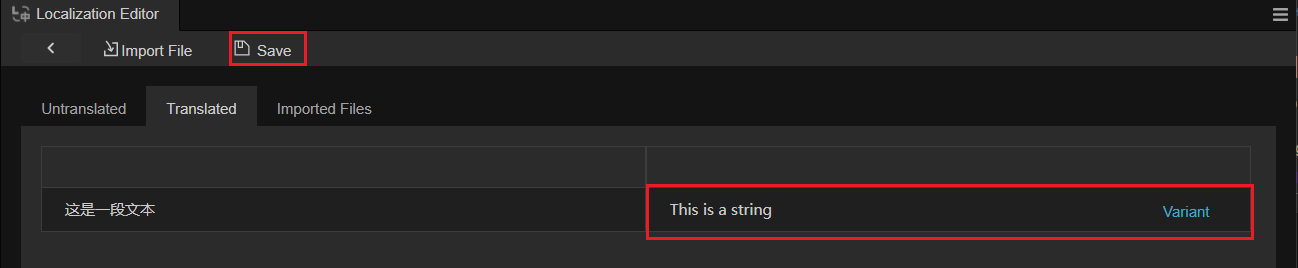 Localization Editor
Import File
Save
Untranslated
Translated
Imported Files
这是一段文本
This is a string
Variant